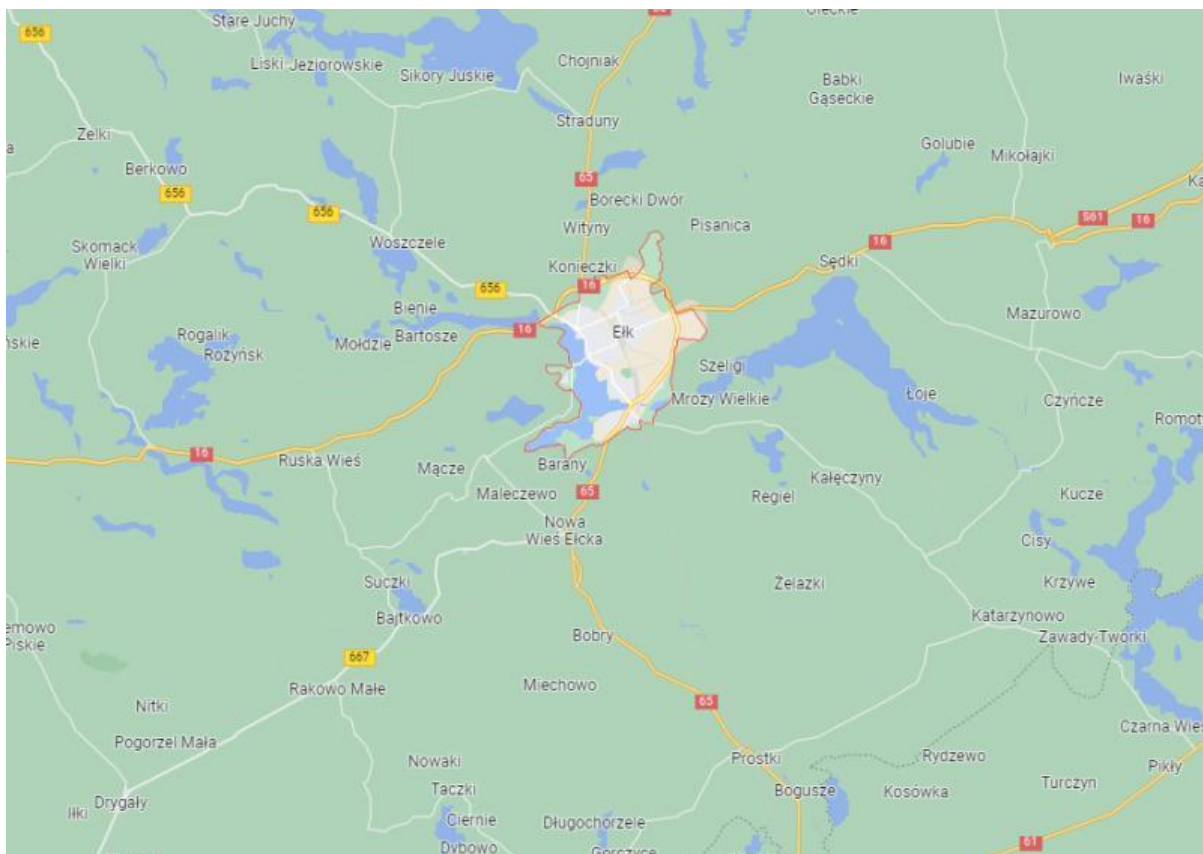 Stare Juchy
656
Liski
Jeziorowskie
Sikory Juskie
Chojniak
Babki
Gąseckie
Iwaśki
Zelki
Straduny
Golubie
Mikołajki
Berkowo
656
65
Borecki Dwór
656
Wityny
Pisanica
S61
16
Skomack
Wielki
Woszczele
16
Konieczki
Sędki
656
16
Bienie
Mazurowo
Rogalik
Rożyńsk
Mołdzie
Bartosze
16
Ełk
Szeligi
Mrozy Wielkie
Łoje
Czyńcze
16
Ruska Wieś
Mącze
Barany
Kałęczyny
Maleczewo
65
Regiel
Kucze
Nowa
Wieś Ełcka
Cisy
Suczki
Żelazki
Krzywe
Bajtkowo
Katarzynowo
Bobry
Zawady-Tworki
667
Rakowo Małe
Miechowo
65
Nitki
Pogorzel Mała
Czarna Wieś
Nowaki
Prostki
Rydzewo
Pikły
Taczki
Bogusze
Kosówka
Turczyn
Iłki
Drygały
Ciernie
Długochorzele
61
Dybowo
Gorczyce